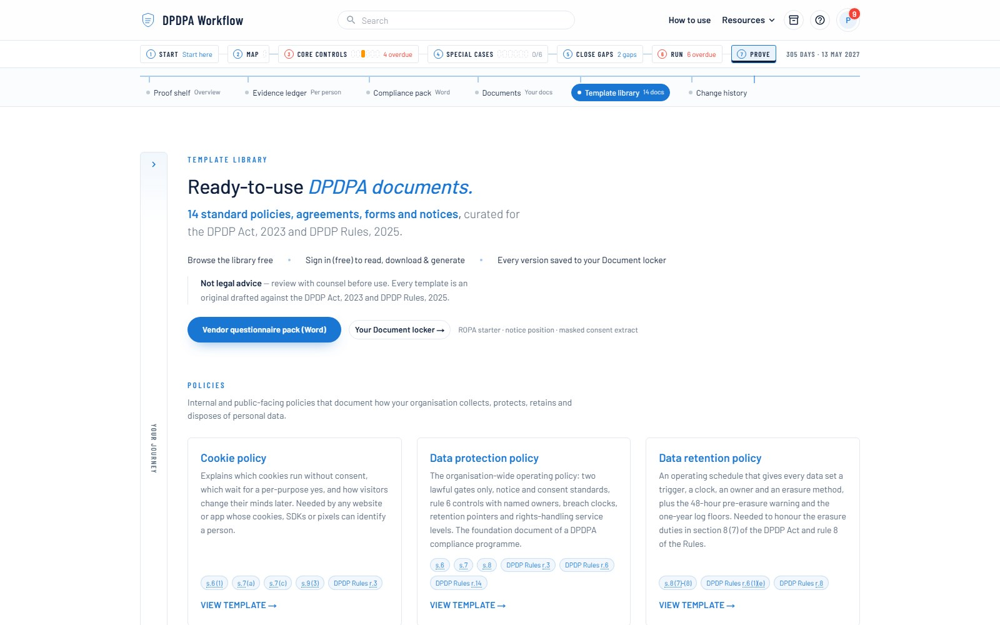 DPDPA Workflow
Search
How to use
Resources
P
9
1 START Start here
2 MAP
3 CORE CONTROLS 4 overdue
4 SPECIAL CASES 0/6
5 CLOSE GAPS 2 gaps
6 RUN 6 overdue
7 PROVE
305 DAYS · 13 MAY 2027
Proof shelf Overview
Evidence ledger Per person
Compliance pack Word
Documents Your docs
Template library 14 docs
Change history
YOUR JOURNEY
TEMPLATE LIBRARY
Ready-to-use DPDPA documents.
14 standard policies, agreements, forms and notices, curated for
the DPDP Act, 2023 and DPDP Rules, 2025.
Browse the library free • Sign in (free) to read, download & generate • Every version saved to your Document locker
Not legal advice — review with counsel before use. Every template is an
original drafted against the DPDP Act, 2023 and DPDP Rules, 2025.
Vendor questionnaire pack (Word)
Your Document locker →
ROPA starter · notice position · masked consent extract
POLICIES
Internal and public-facing policies that document how your organisation collects, protects, retains and
disposes of personal data.
Cookie policy
Explains which cookies run without consent,
which wait for a per-purpose yes, and how visitors
change their minds later. Needed by any website
or app whose cookies, SDKs or pixels can identify
a person.
s.6(1) s.7(a) s.7(c) s.9(3) DPDP Rules r.3
VIEW TEMPLATE →
Data protection policy
The organisation-wide operating policy: two
lawful gates only, notice and consent standards,
rule 6 controls with named owners, breach clocks,
retention pointers and rights-handling service
levels. The foundation document of a DPDPA
compliance programme.
s.6 s.7 s.8 DPDP Rules r.3 DPDP Rules r.6
DPDP Rules r.14
VIEW TEMPLATE →
Data retention policy
An operating schedule that gives every data set a
trigger, a clock, an owner and an erasure method,
plus the 48-hour pre-erasure warning and the
one-year log floors. Needed to honour the erasure
duties in section 8(7) of the DPDP Act and rule 8
of the Rules.
s.8(7)-(8) DPDP Rules r.6(1)(e) DPDP Rules r.8
VIEW TEMPLATE →